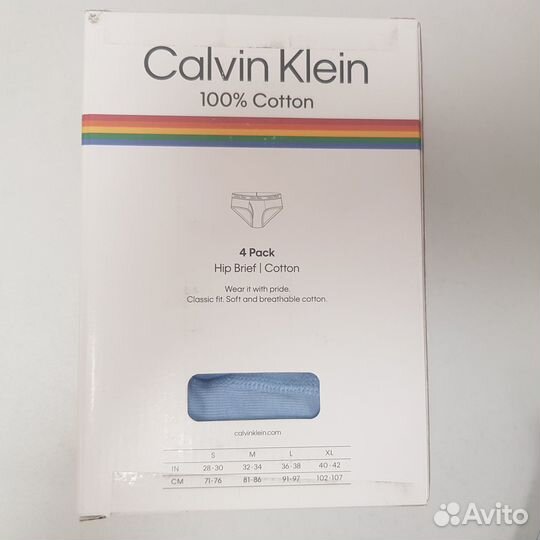 Calvin Klein
100% Cotton
4 Pack
Hip Brief | Cotton
Wear it with pride.
Classic fit. Soft and breathable cotton.
calvinklein.com
S M L XL
IN 28-30 32-34 36-38 40-42
CM 71-76 81-86 91-97 102-107
Avito